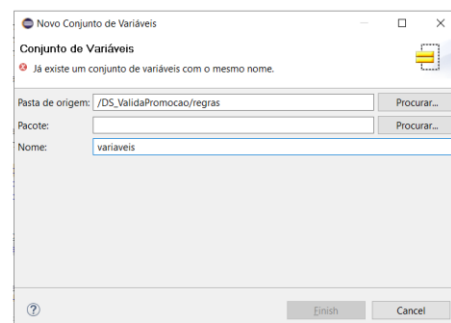 Novo Conjunto de Variáveis
Conjunto de Variáveis
Já existe um conjunto de variáveis com o mesmo nome.
Pasta de origem: /DS_ValidaPromocao/regras Procurar...
Pacote: Procurar...
Nome: variaveis
Finish Cancel